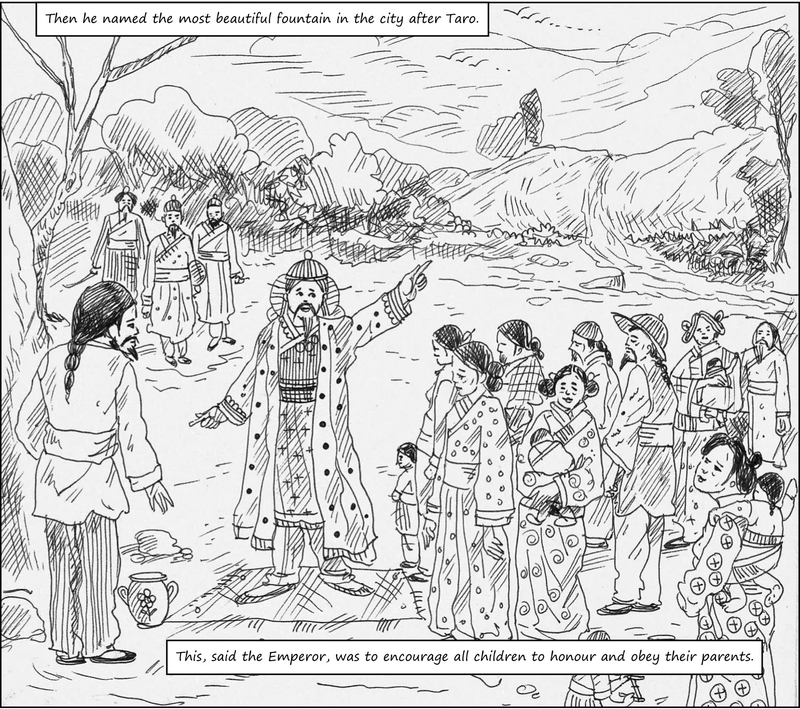 Then he named the most beautiful fountain in the city after Taro.
This, said the Emperor, was to encourage all children to honour and obey their parents.